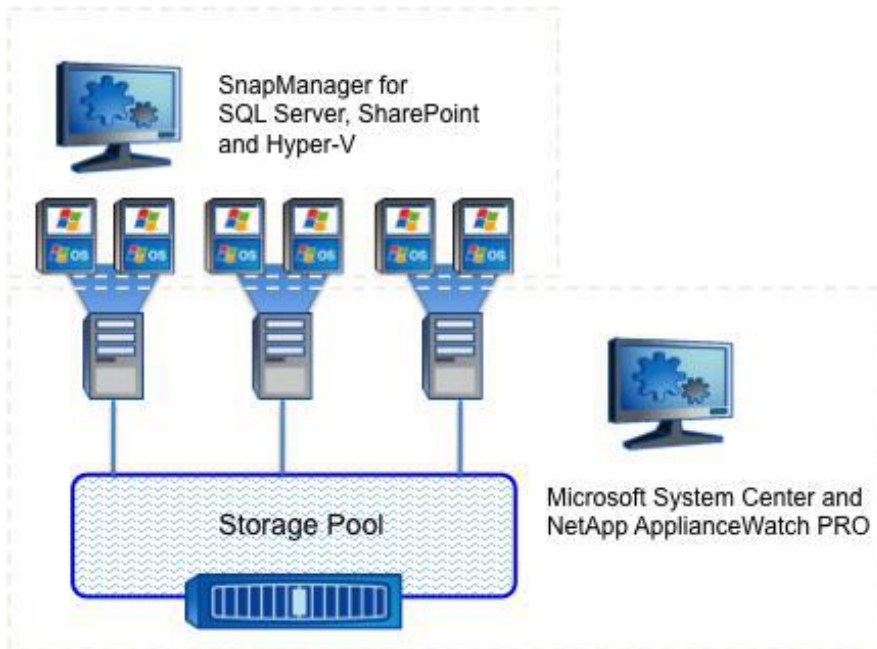 SnapManager for
SQL Server, SharePoint
and Hyper-V
OS
OS
OS
OS
OS
OS
Storage Pool
Microsoft System Center and
NetApp ApplianceWatch PRO